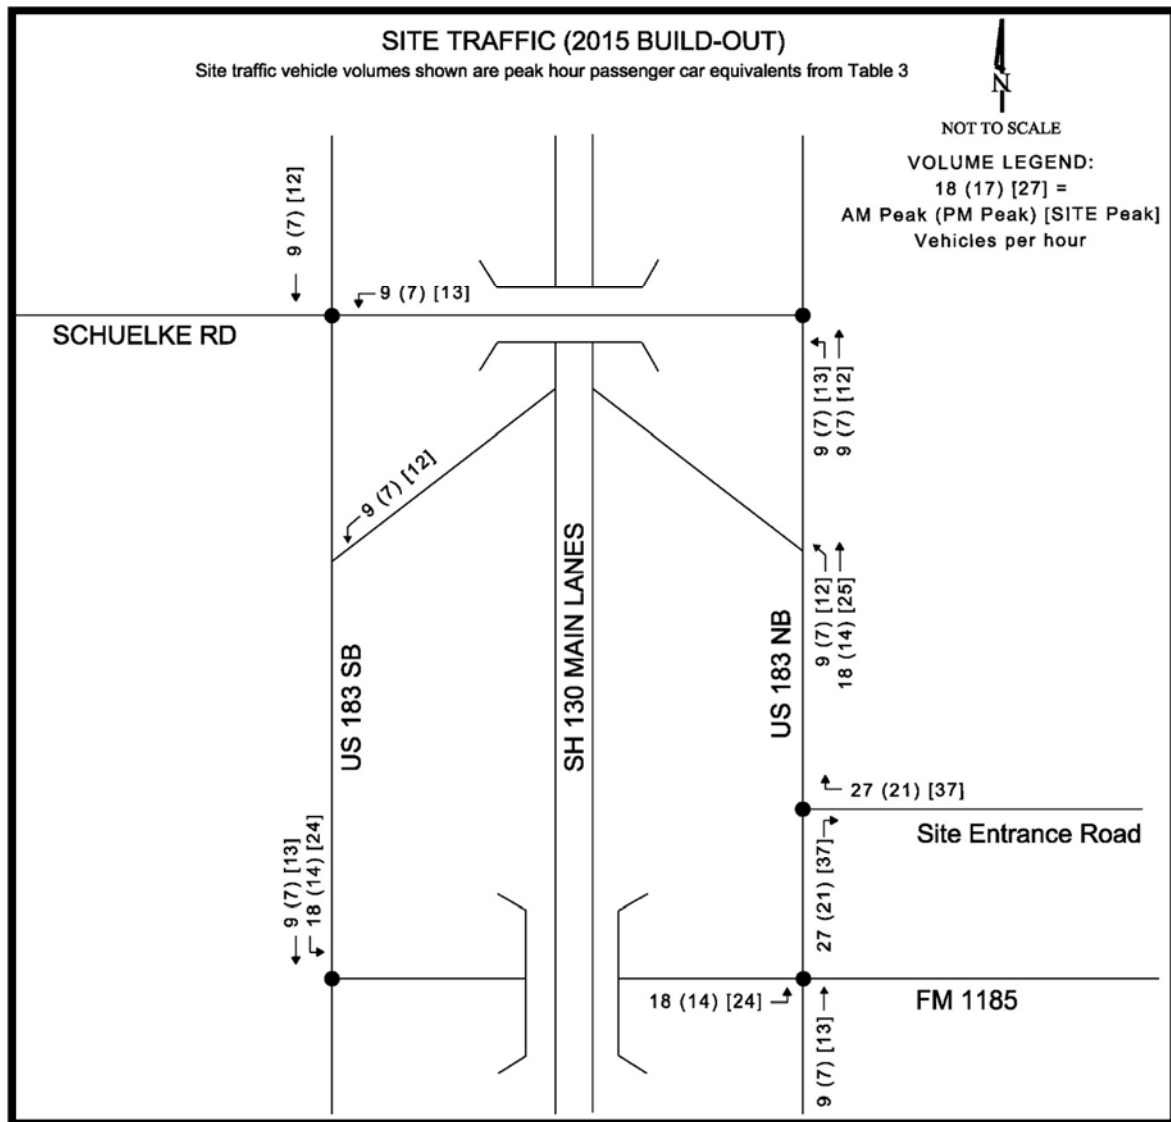 SITE TRAFFIC (2015 BUILD-OUT)
Site traffic vehicle volumes shown are peak hour passenger car equivalents from Table 3
N
NOT TO SCALE
VOLUME LEGEND:
18 (17) [27] =
AM Peak (PM Peak) [SITE Peak]
Vehicles per hour
9 (7) [12]
9 (7) [13]
SCHUELKE RD
9 (7) [13]
9 (7) [12]
9 (7) [12]
SH 130 MAIN LANES
9 (7) [12]
18 (14) [25]
US 183 SB
US 183 NB
27 (21) [37]
Site Entrance Road
27 (21) [37]
9 (7) [13]
18 (14) [24]
18 (14) [24]
FM 1185
9 (7) [13]